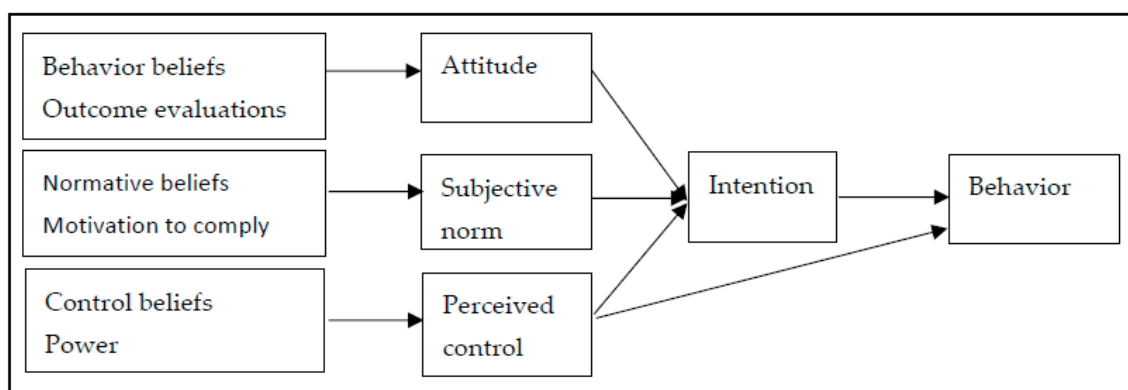 Behavior beliefs
Outcome evaluations
Attitude
Normative beliefs
Motivation to comply
Subjective
norm
Intention
Behavior
Control beliefs
Power
Perceived
control